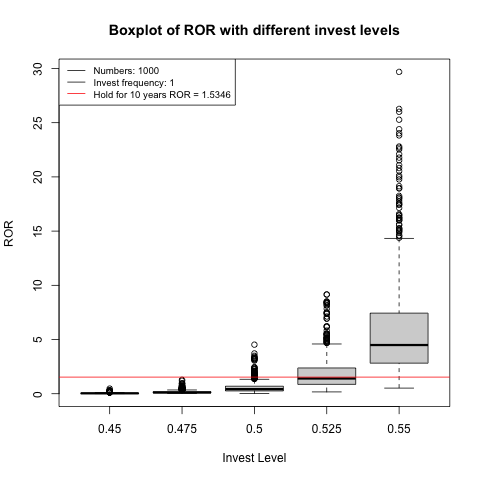 Boxplot of ROR with different invest levels
Numbers: 1000
Invest frequency: 1
Hold for 10 years ROR = 1.5346
30
25
20
15
10
5
0
ROR
0.45 0.475 0.5 0.525 0.55
Invest Level